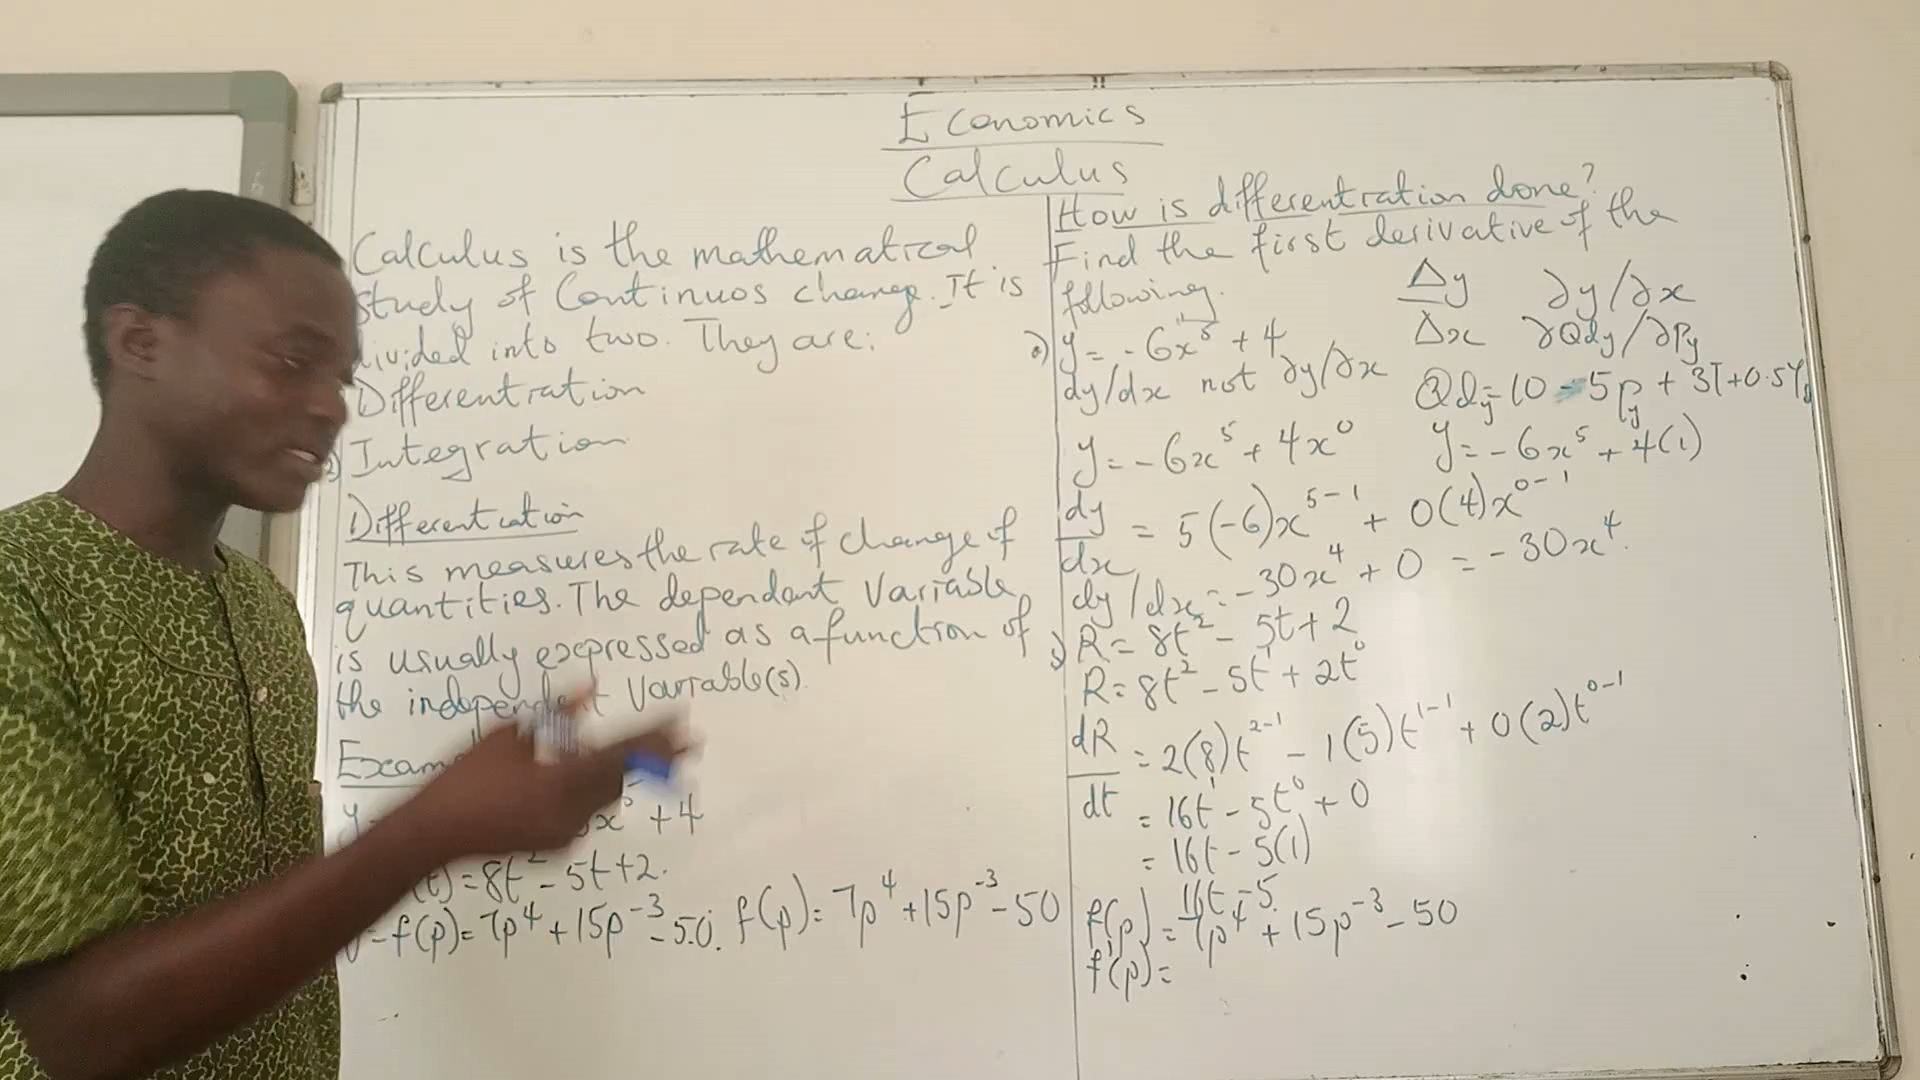 Economics
Calculus
Calculus is the mathematical
study of Continuos change. It is
divided into two. They are:
Differentration
2) Integration
Differentiation
This measures the rate of change of
quantities. The dependent Variable
is usually expressed as a function of
the independent Variable(s).
Exam
y= x⁵ + 4
(t) = 8t² - 5t + 2.
= f(p) = 7p⁴ + 15p⁻³ - 50. f(p) = 7p⁴ + 15p⁻³ - 50
How is differentration done?
Find the first derivative of the
following.
Δy/Δx ∂y/∂x
y = -6x⁵ + 4 ∂Qdy/∂Py
dy/dx not ∂y/∂x Qdy = 10 - 5Py + 3T + 0.5Yd
y = -6x⁵ + 4x⁰ y = -6x⁵ + 4(1)
dy/dx = 5(-6)x⁵⁻¹ + 0(4)x⁰⁻¹
dy/dx = -30x⁴ + 0 = -30x⁴.
R = 8t² - 5t + 2
R = 8t² - 5t¹ + 2t⁰
dR/dt = 2(8)t²⁻¹ - 1(5)t¹⁻¹ + 0(2)t⁰⁻¹
= 16t¹ - 5t⁰ + 0
= 16t - 5(1)
16t - 5.
f(p) = 7p⁴ + 15p⁻³ - 50
f'(p) =